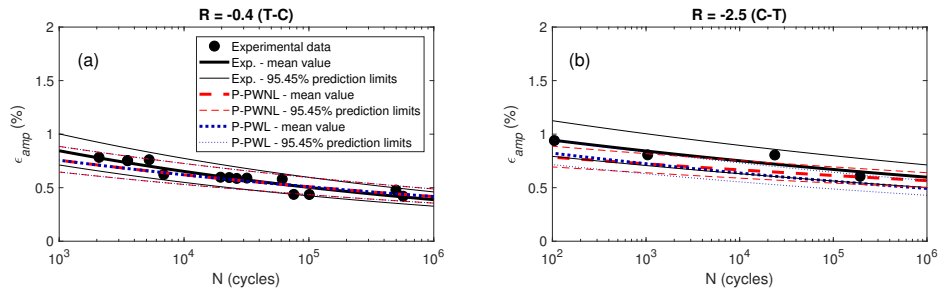 R = -0.4 (T-C)
2
1.5
1
0.5
0
ϵamp (%)
(a)
Experimental data
Exp. - mean value
Exp. - 95.45% prediction limits
P-PWNL - mean value
P-PWNL - 95.45% prediction limits
P-PWL - mean value
P-PWL - 95.45% prediction limits
10^3 10^4 10^5 10^6
N (cycles)
R = -2.5 (C-T)
2
1.5
1
0.5
0
ϵamp (%)
(b)
10^2 10^3 10^4 10^5 10^6
N (cycles)